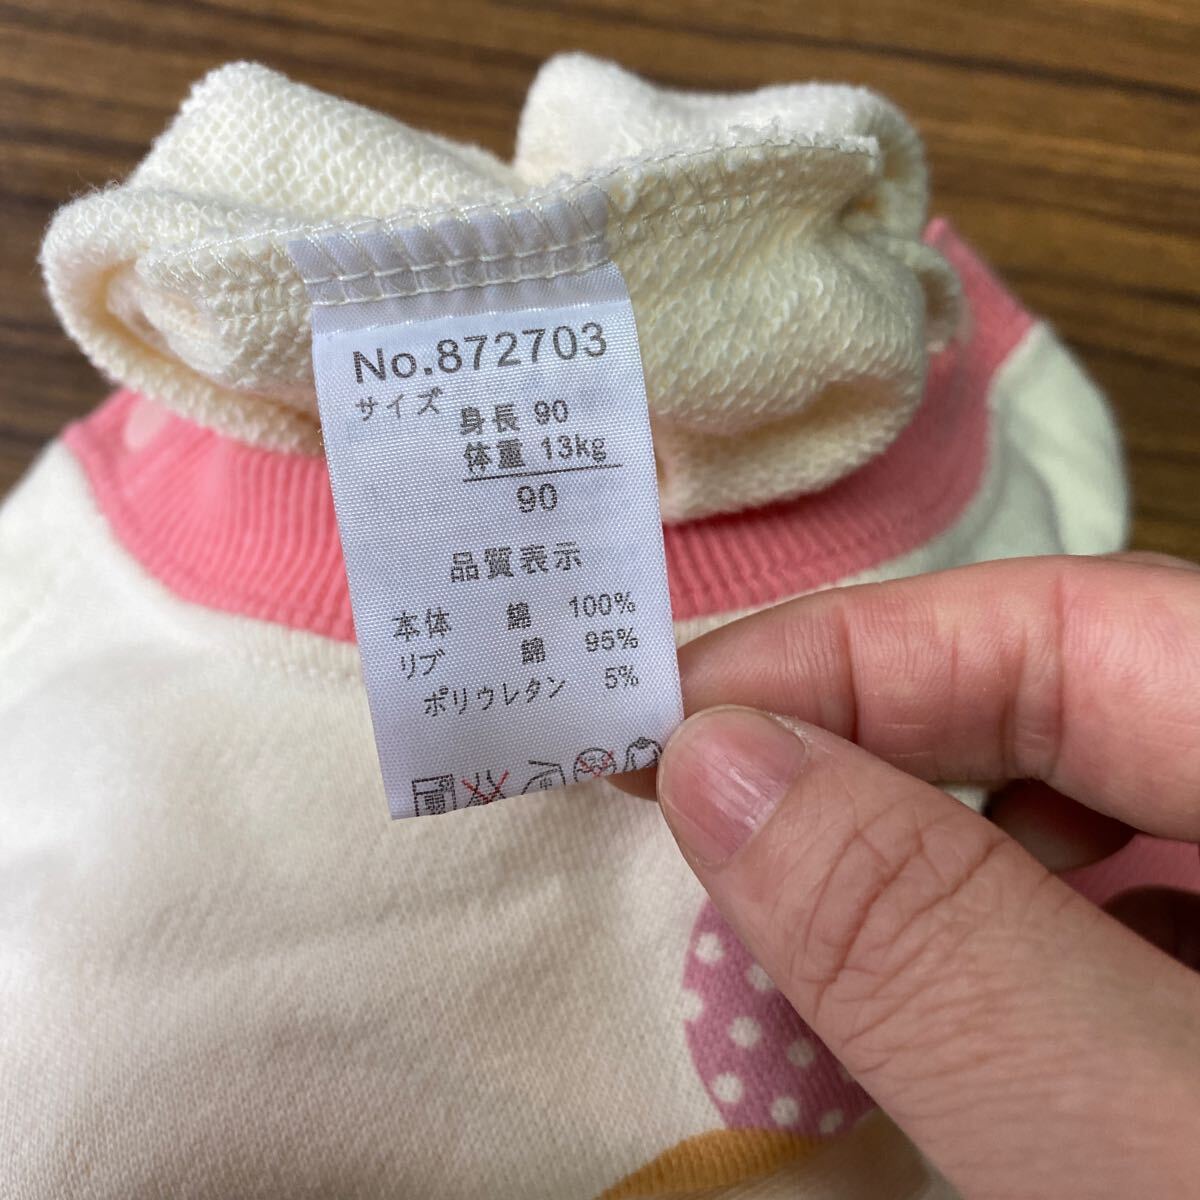 No.872703
サイズ 身長 90
体重 13kg
90
品質表示
本体 綿 100%
リブ 綿 95%
ポリウレタン 5%